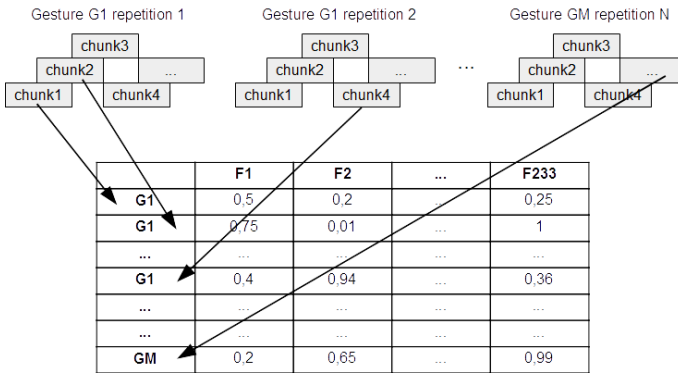 Gesture G1 repetition 1 Gesture G1 repetition 2 Gesture GM repetition N
chunk3 chunk3 chunk3
chunk2 ... chunk2 ... ... chunk2 ...
chunk1 chunk4 chunk1 chunk4 chunk1 chunk4
F1 F2 ... F233
G1 0,5 0,2 ... 0,25
G1 0,75 0,01 ... 1
... ... ... ... ...
G1 0,4 0,94 ... 0,36
... ... ... ... ...
... ... ... ... ...
GM 0,2 0,65 ... 0,99